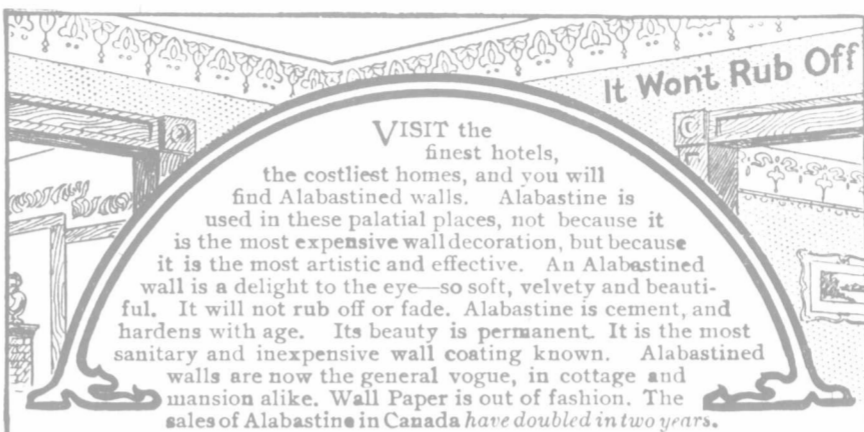 It Won't Rub Off
VISIT the
finest hotels,
the costliest homes, and you will
find Alabastined walls. Alabastine is
used in these palatial places, not because it
is the most expensive wall decoration, but because
it is the most artistic and effective. An Alabastined
wall is a delight to the eye—so soft, velvety and beauti-
ful. It will not rub off or fade. Alabastine is cement, and
hardens with age. Its beauty is permanent. It is the most
sanitary and inexpensive wall coating known. Alabastined
walls are now the general vogue, in cottage and
mansion alike. Wall Paper is out of fashion. The
sales of Alabastine in Canada have doubled in two years.